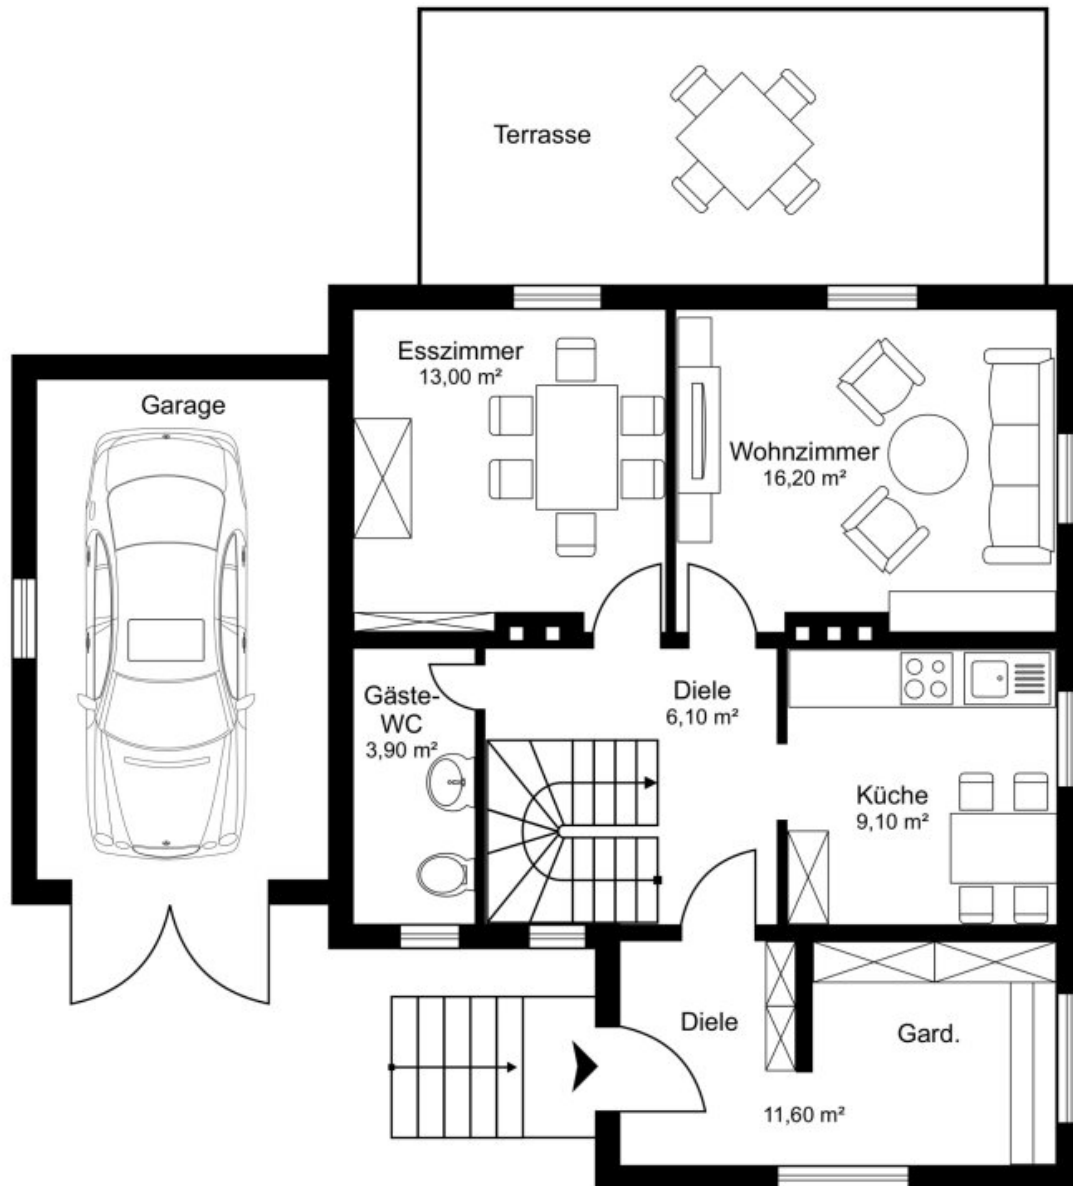 Terrasse
Esszimmer
13,00 m²
Garage
Wohnzimmer
16,20 m²
Gäste-
WC
3,90 m²
Diele
6,10 m²
Küche
9,10 m²
Diele
Gard.
11,60 m²